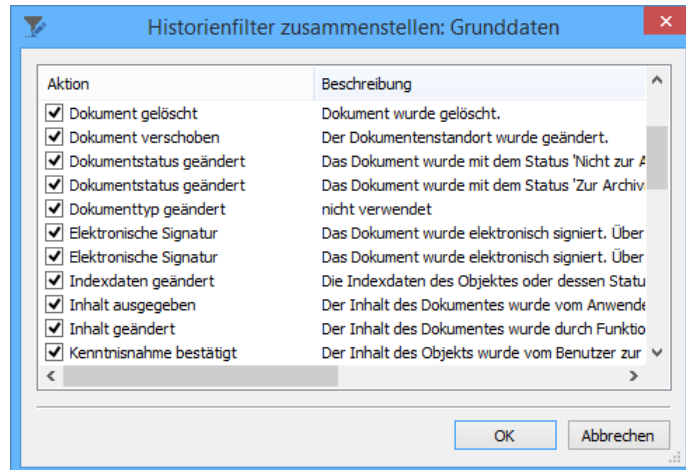 Historienfilter zusammenstellen: Grunddaten
Aktion Beschreibung
Dokument gelöscht Dokument wurde gelöscht.
Dokument verschoben Der Dokumentenstandort wurde geändert.
Dokumentstatus geändert Das Dokument wurde mit dem Status 'Nicht zur A
Dokumentstatus geändert Das Dokument wurde mit dem Status 'Zur Archivi
Dokumenttyp geändert nicht verwendet
Elektronische Signatur Das Dokument wurde elektronisch signiert. Über
Elektronische Signatur Das Dokument wurde elektronisch signiert. Über
Indexdaten geändert Die Indexdaten des Objektes oder dessen Statu
Inhalt ausgegeben Der Inhalt des Dokumentes wurde vom Anwende
Inhalt geändert Der Inhalt des Dokumentes wurde durch Funktio
Kenntnisnahme bestätigt Der Inhalt des Objekts wurde vom Benutzer zur
OK Abbrechen